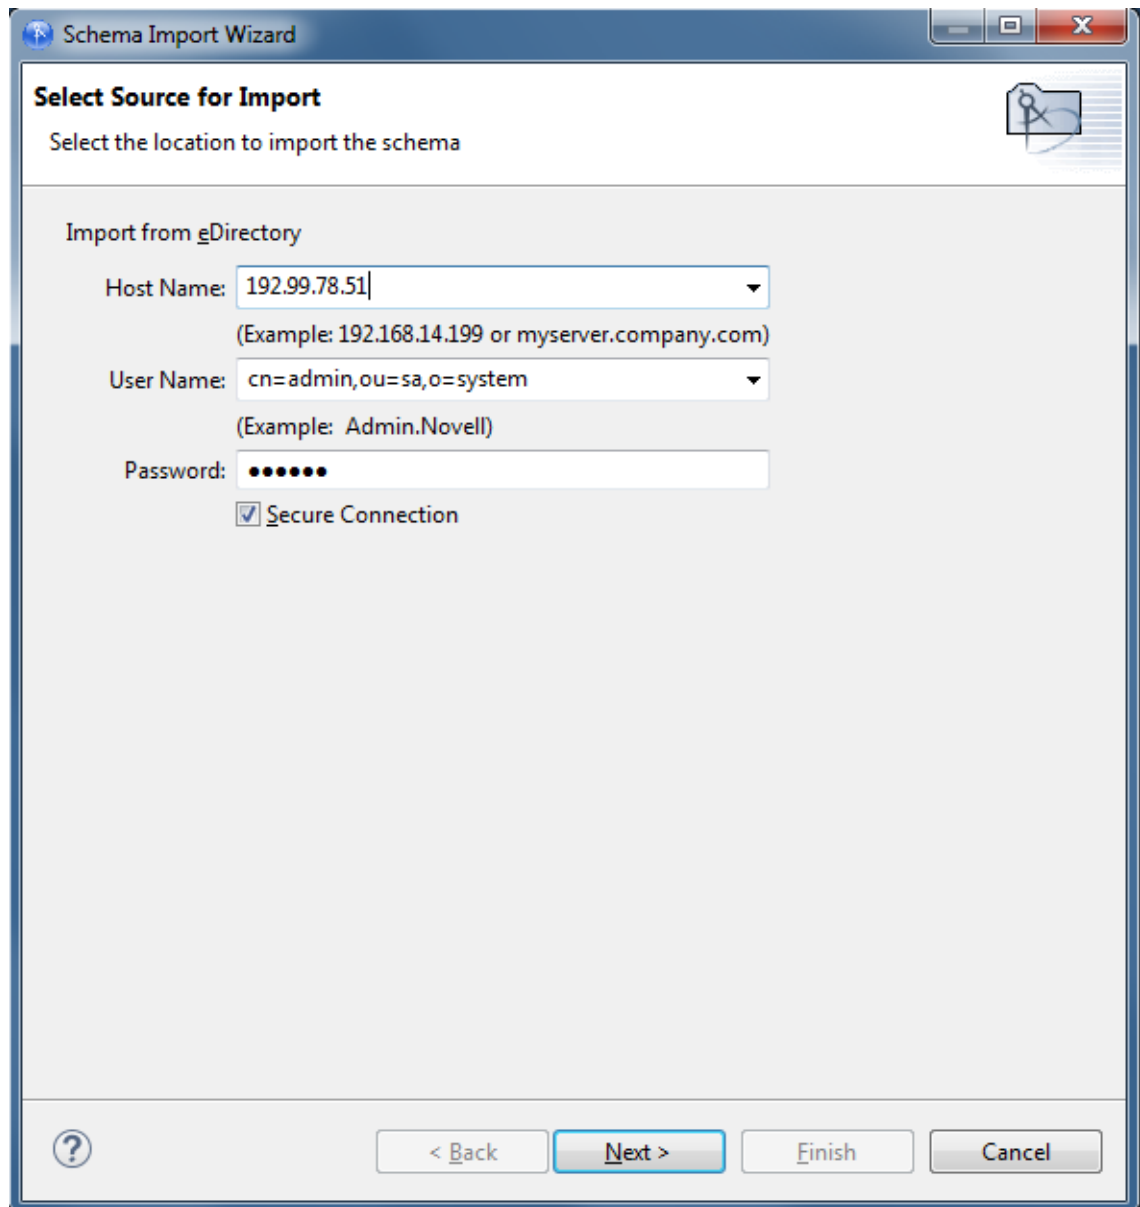 Schema Import Wizard
Select Source for Import
Select the location to import the schema
Import from eDirectory
Host Name: 192.99.78.51
(Example: 192.168.14.199 or myserver.company.com)
User Name: cn=admin,ou=sa,o=system
(Example:  Admin.Novell)
Password: ••••••
Secure Connection
< Back Next > Finish Cancel